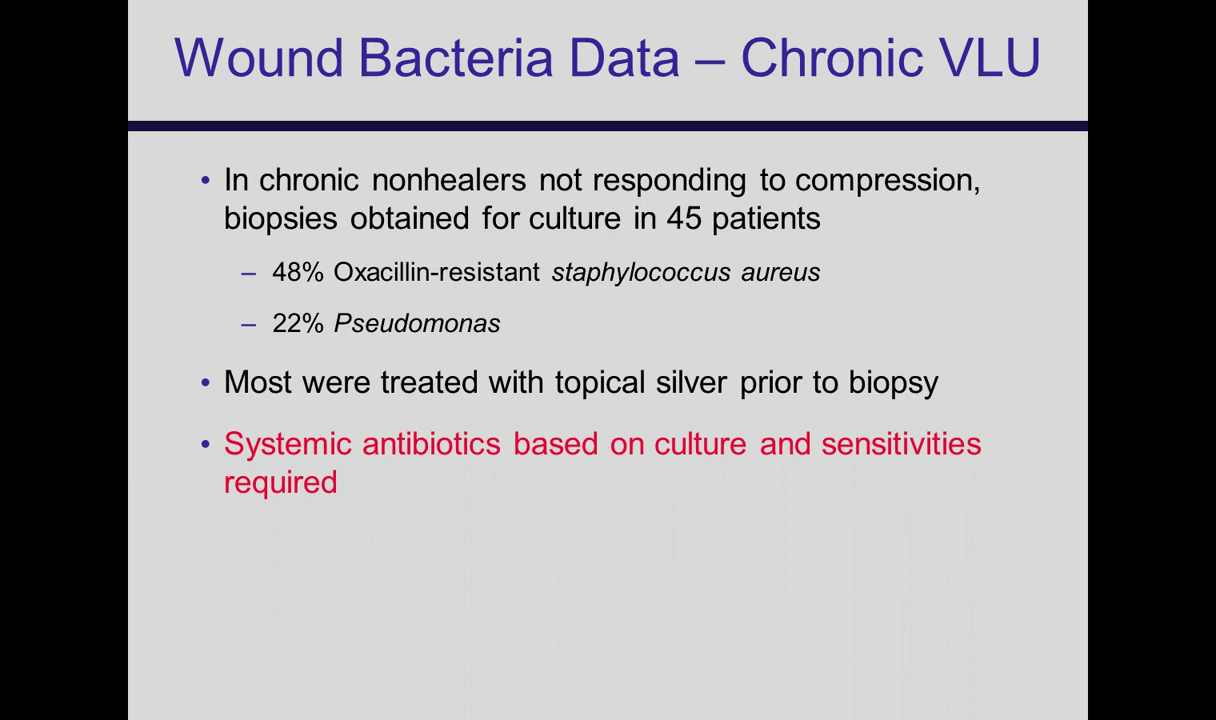 Wound Bacteria Data – Chronic VLU
• In chronic nonhealers not responding to compression,
biopsies obtained for culture in 45 patients
– 48% Oxacillin-resistant staphylococcus aureus
– 22% Pseudomonas
• Most were treated with topical silver prior to biopsy
• Systemic antibiotics based on culture and sensitivities
required